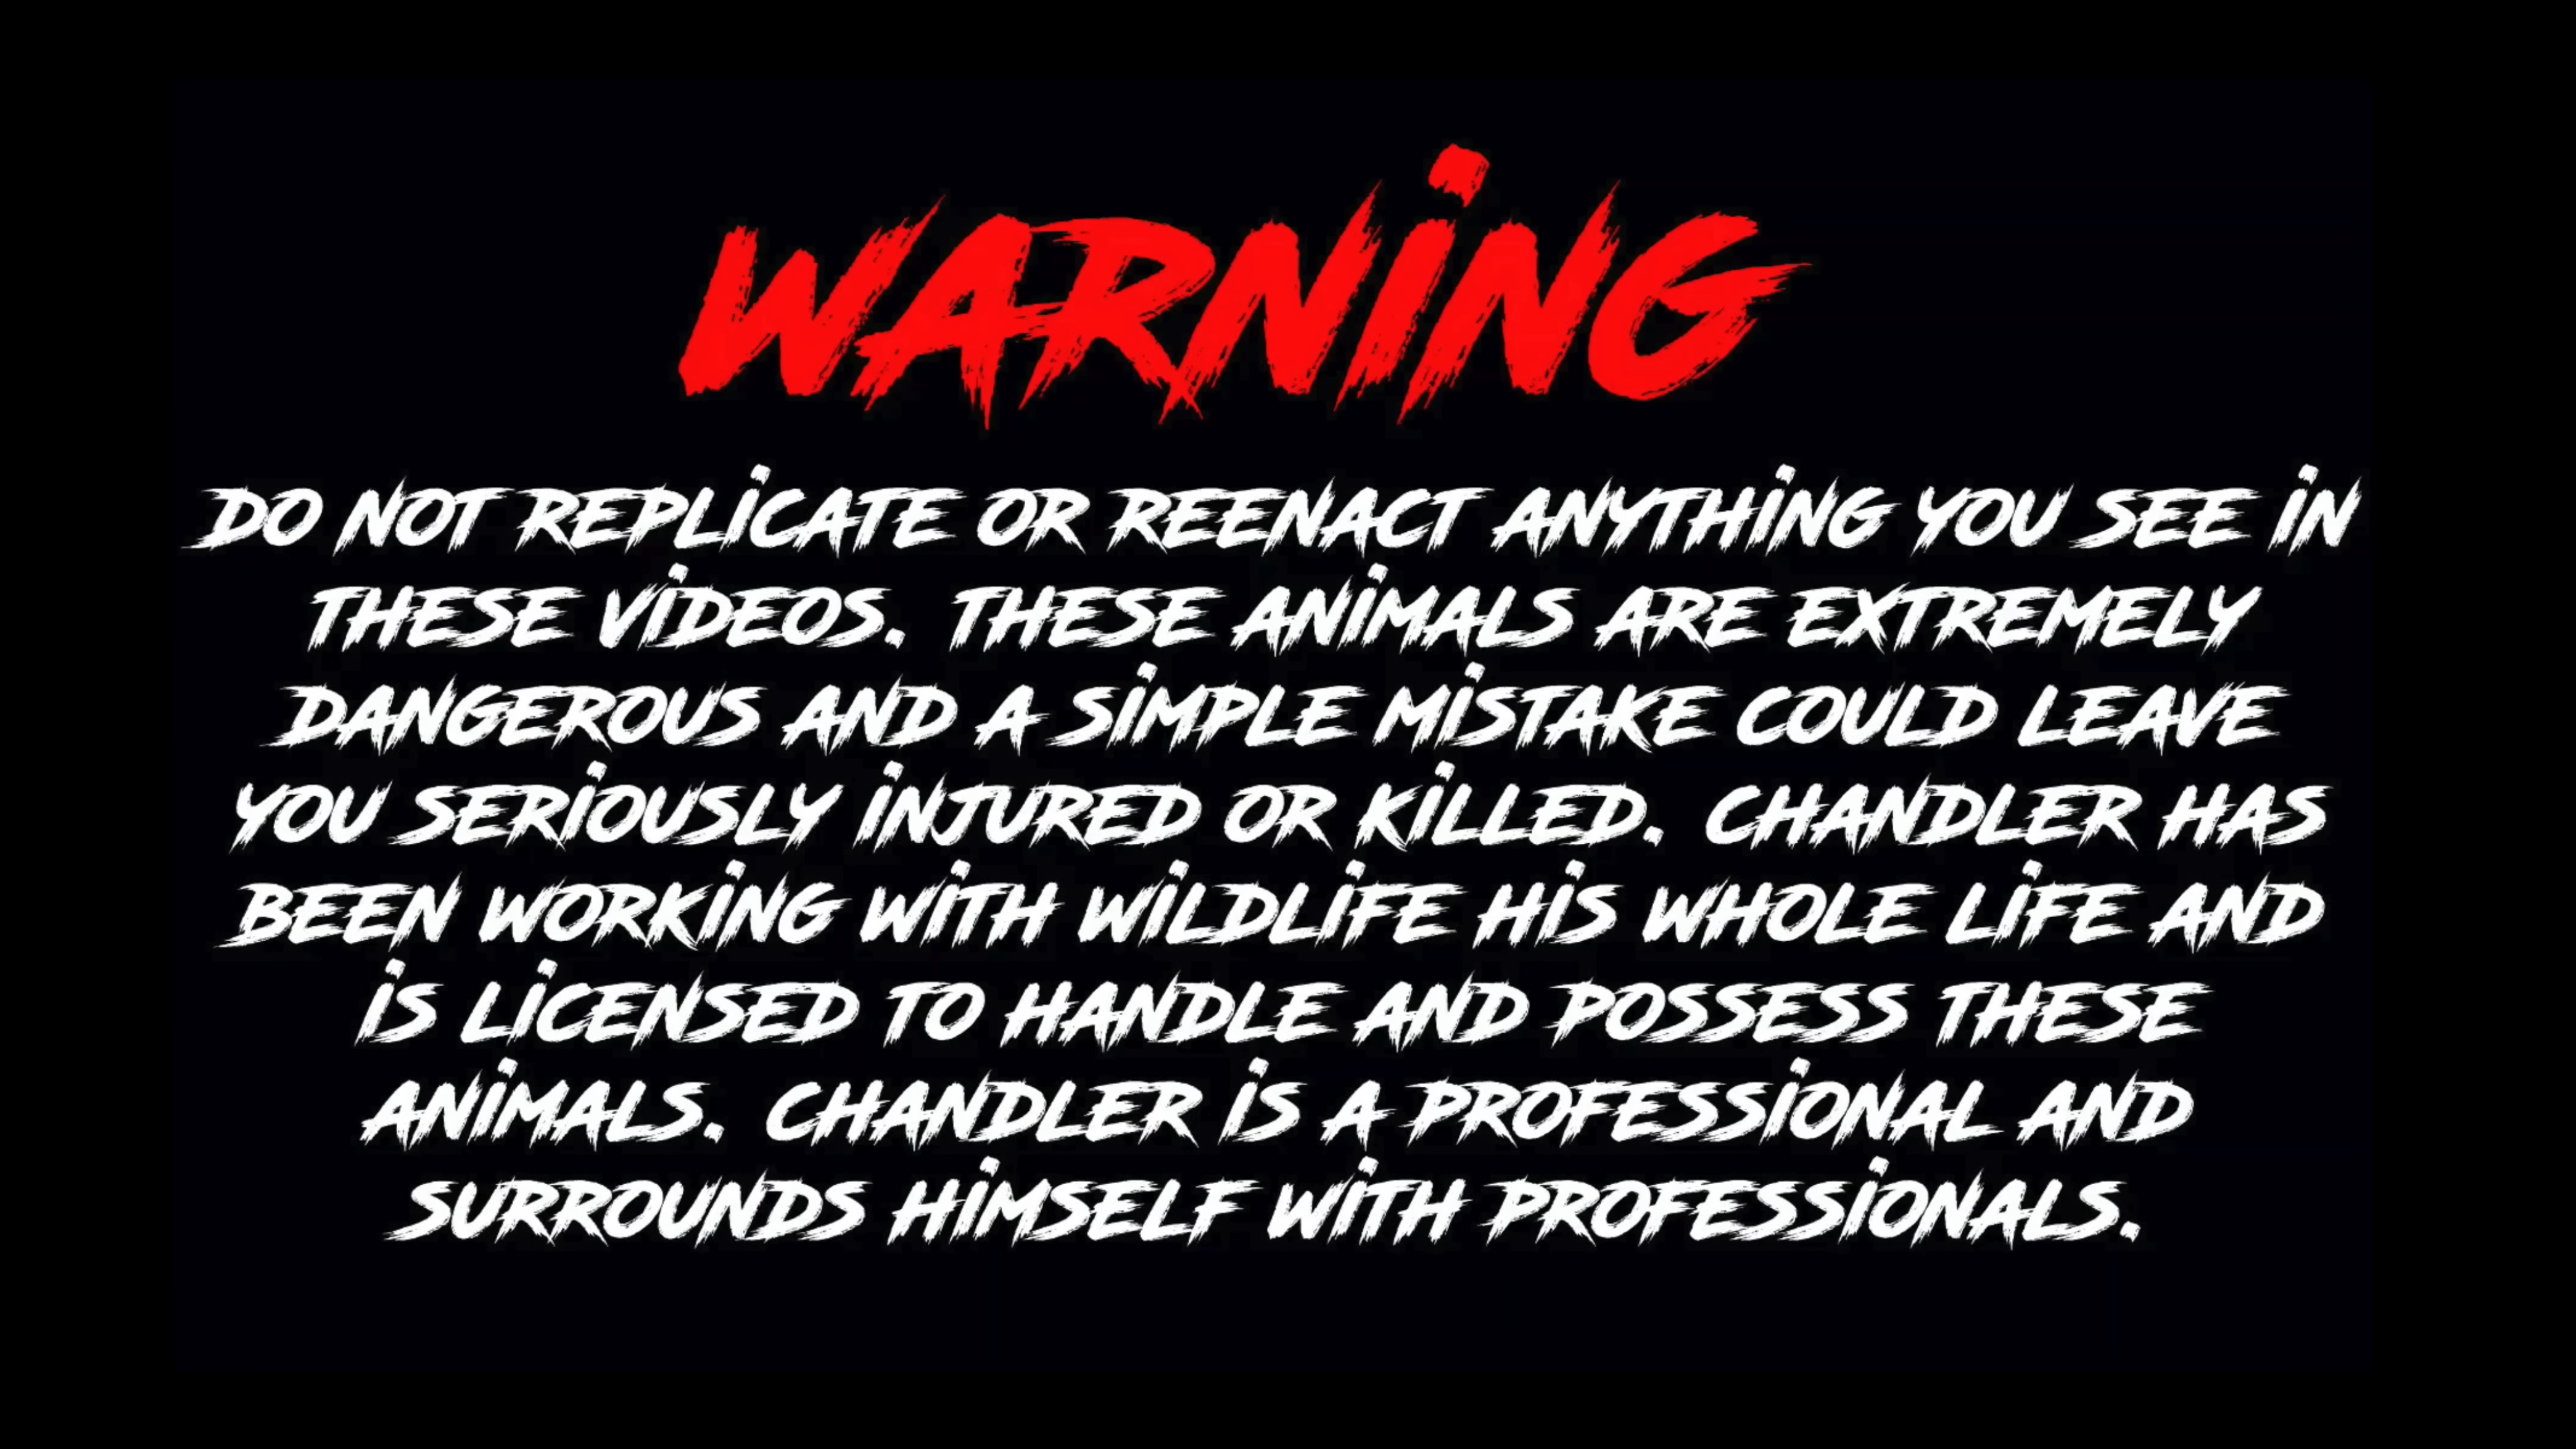 WARNiNG
DO NOT REPLiCATE OR REENACT ANYTHiNG YOU SEE iN
THESE ViDEOS. THESE ANiMALS ARE EXTREMELY
DANGEROUS AND A SiMPLE MiSTAKE COULD LEAVE
YOU SERiOUSLY iNJURED OR KiLLED. CHANDLER HAS
BEEN WORKiNG WiTH WiLDLiFE HiS WHOLE LiFE AND
iS LiCENSED TO HANDLE AND POSSESS THESE
ANiMALS. CHANDLER iS A PROFESSiONAL AND
SURROUNDS HiMSELF WiTH PROFESSiONALS.